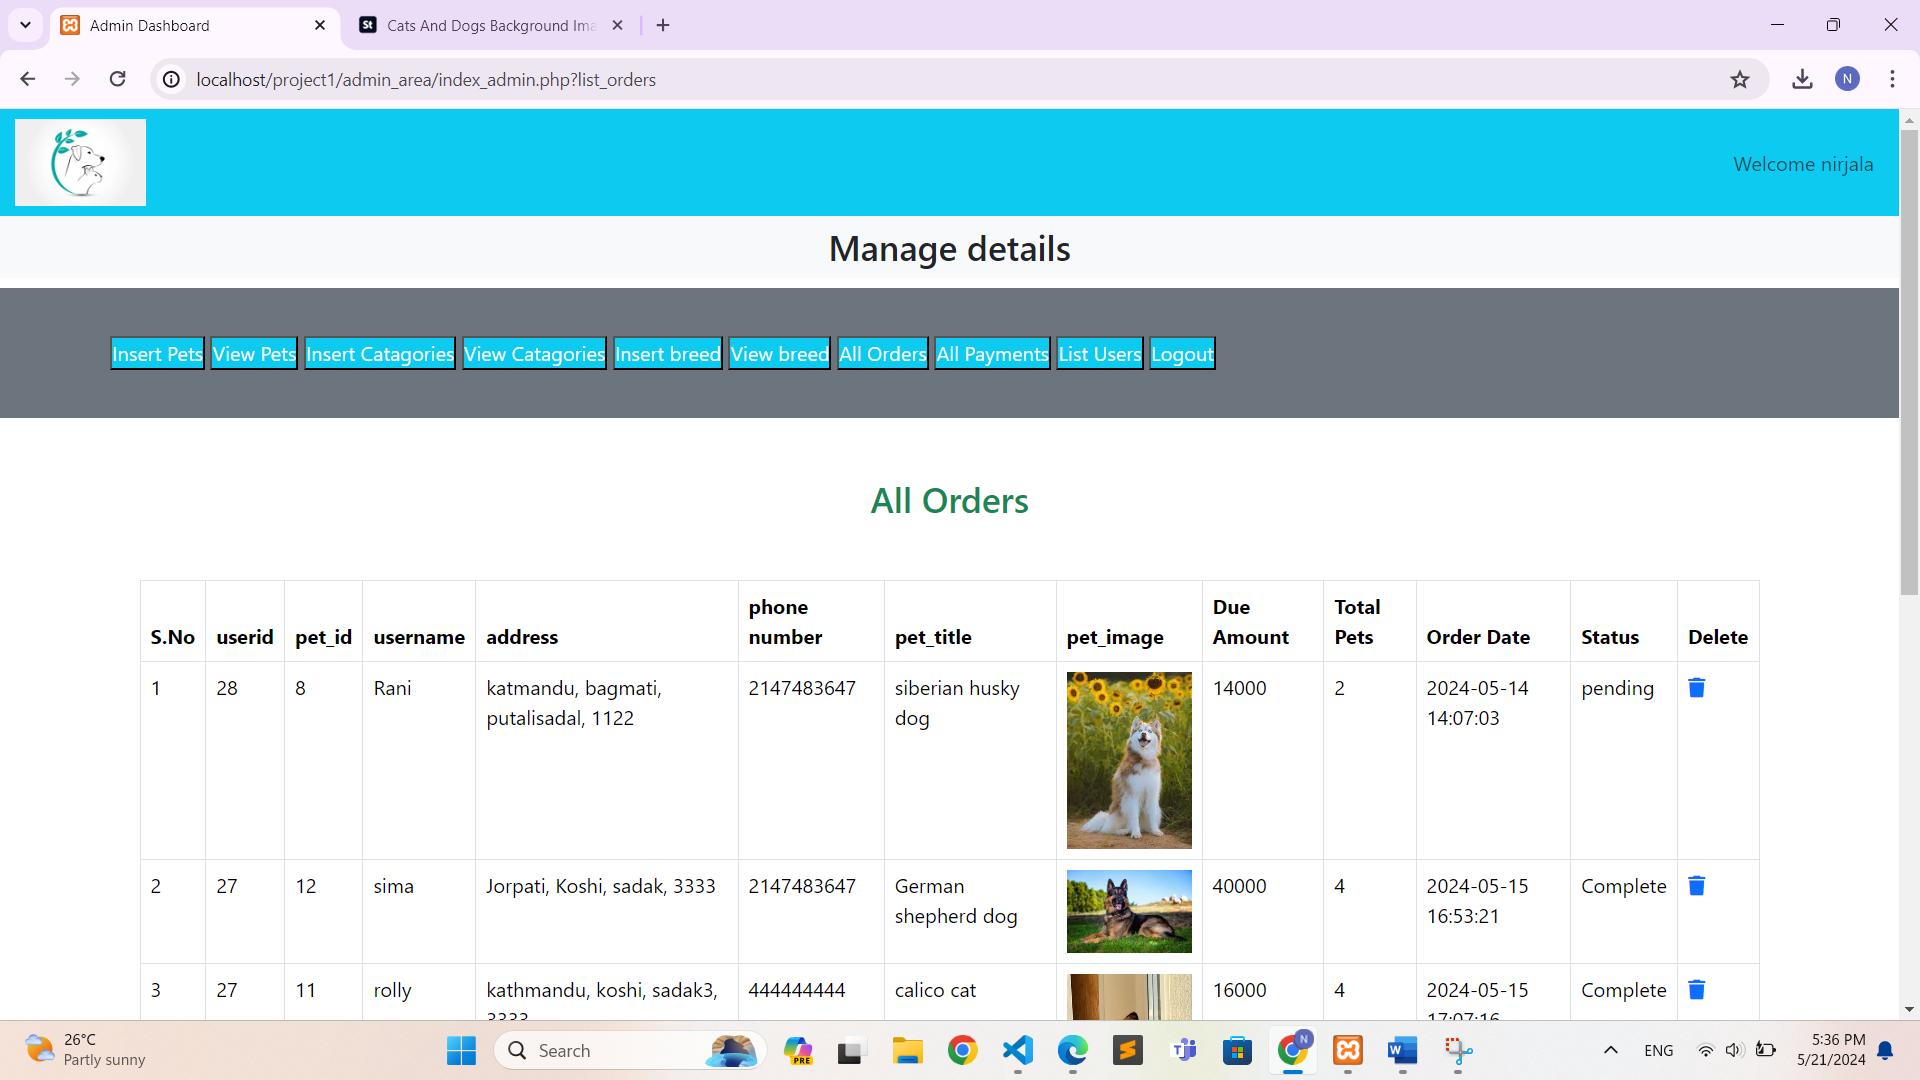 Admin Dashboard
Cats And Dogs Background Ima
localhost/project1/admin_area/index_admin.php?list_orders
N
Welcome nirjala
Manage details
Insert Pets View Pets Insert Catagories View Catagories Insert breed View breed All Orders All Payments List Users Logout
All Orders
S.No userid pet_id username address phone number pet_title pet_image Due Amount Total Pets Order Date Status Delete
1 28 8 Rani katmandu, bagmati, 2147483647 siberian husky 14000 2 2024-05-14 pending
putalisadal, 1122 dog 14:07:03
2 27 12 sima Jorpati, Koshi, sadak, 3333 2147483647 German 40000 4 2024-05-15 Complete
shepherd dog 16:53:21
3 27 11 rolly kathmandu, koshi, sadak3, 444444444 calico cat 16000 4 2024-05-15 Complete
3333 17:07:16
26°C
Partly sunny
Search
PRE
N
ENG
5:36 PM
5/21/2024